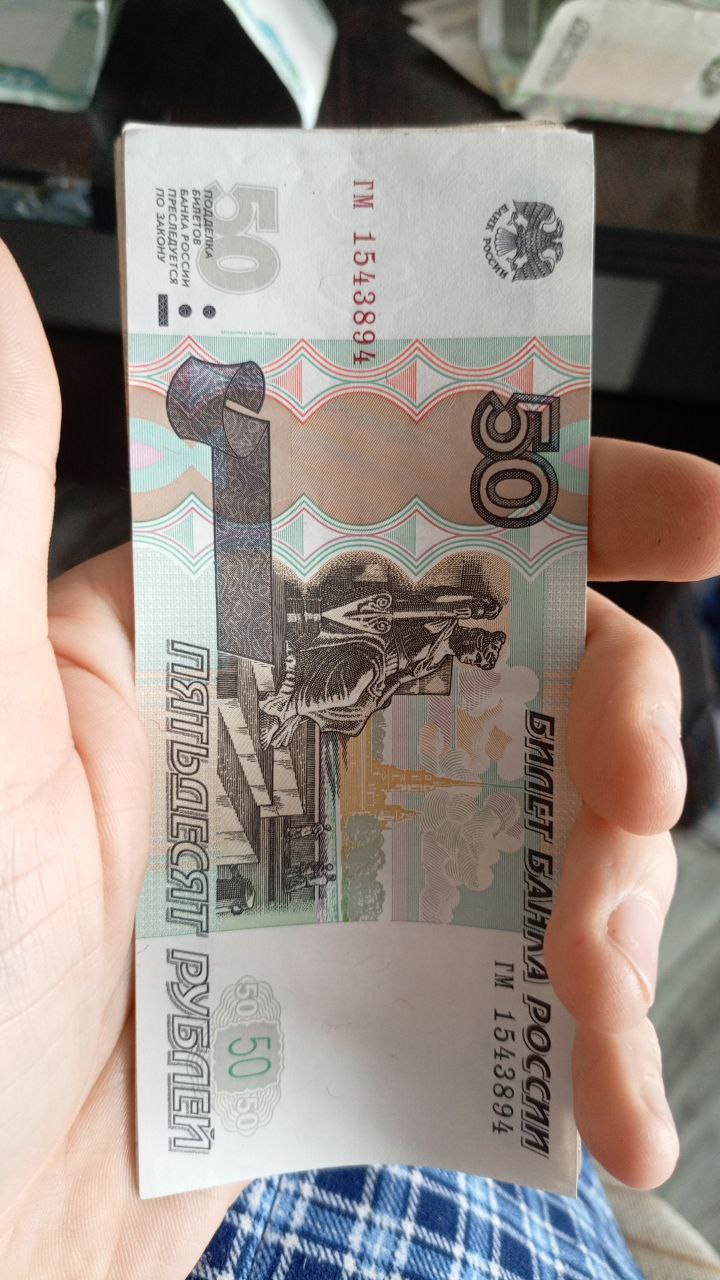 БИЛЕТ БАНКА РОССИИ
БАНК РОССИИ
50
ГМ 1543894
ГМ 1543894
50
ПОДДЕЛКА
БИЛЕТОВ
БАНКА РОССИИ
ПРЕСЛЕДУЕТСЯ
ПО ЗАКОНУ
ПЯТЬДЕСЯТ РУБЛЕЙ
50 50 50